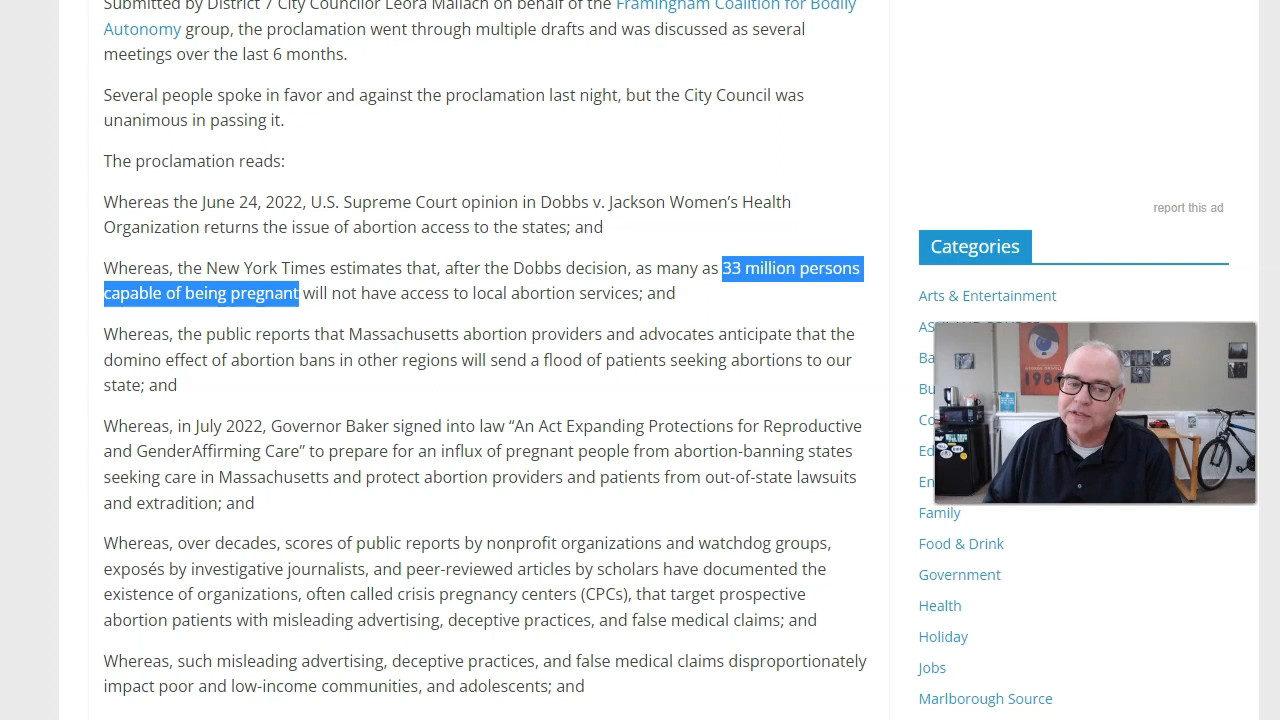 Submitted by District 7 City Councilor Leora Mallach on behalf of the Framingham Coalition for Bodily
Autonomy group, the proclamation went through multiple drafts and was discussed as several
meetings over the last 6 months.
Several people spoke in favor and against the proclamation last night, but the City Council was
unanimous in passing it.
The proclamation reads:
Whereas the June 24, 2022, U.S. Supreme Court opinion in Dobbs v. Jackson Women’s Health
Organization returns the issue of abortion access to the states; and
Whereas, the New York Times estimates that, after the Dobbs decision, as many as 33 million persons
capable of being pregnant will not have access to local abortion services; and
Whereas, the public reports that Massachusetts abortion providers and advocates anticipate that the
domino effect of abortion bans in other regions will send a flood of patients seeking abortions to our
state; and
Whereas, in July 2022, Governor Baker signed into law “An Act Expanding Protections for Reproductive
and GenderAffirming Care” to prepare for an influx of pregnant people from abortion-banning states
seeking care in Massachusetts and protect abortion providers and patients from out-of-state lawsuits
and extradition; and
Whereas, over decades, scores of public reports by nonprofit organizations and watchdog groups,
exposés by investigative journalists, and peer-reviewed articles by scholars have documented the
existence of organizations, often called crisis pregnancy centers (CPCs), that target prospective
abortion patients with misleading advertising, deceptive practices, and false medical claims; and
Whereas, such misleading advertising, deceptive practices, and false medical claims disproportionately
impact poor and low-income communities, and adolescents; and
report this ad
Categories
Arts & Entertainment
Family
Food & Drink
Government
Health
Holiday
Jobs
Marlborough Source
1984